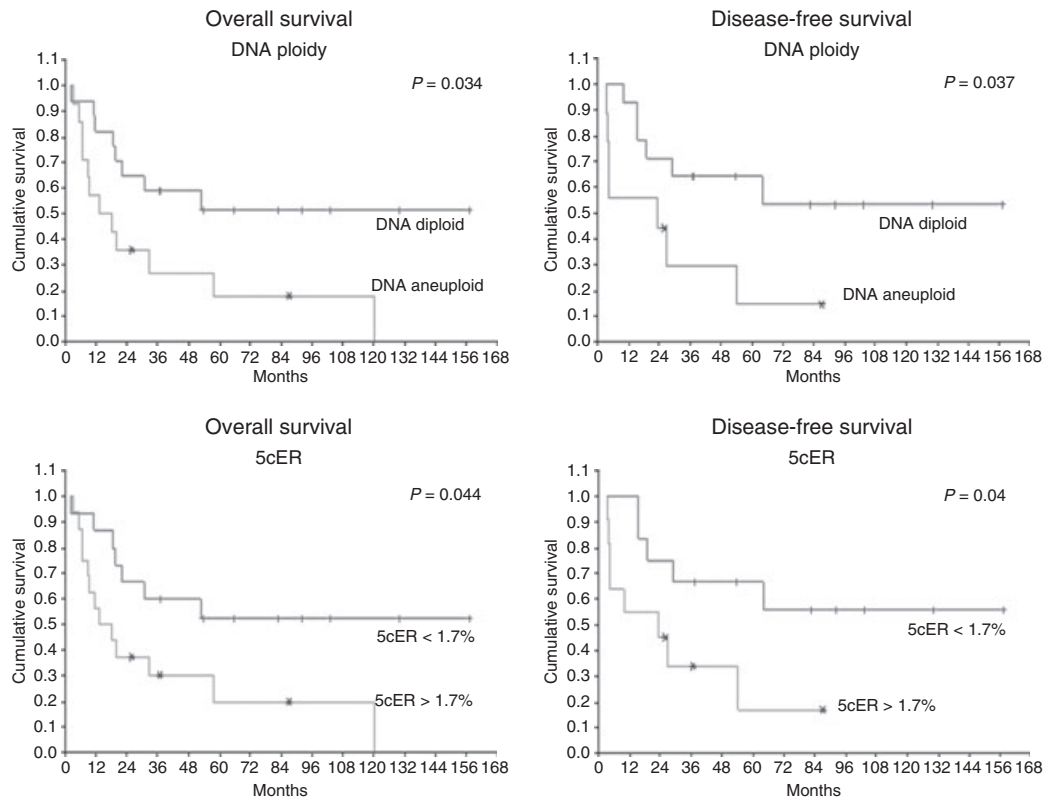 Overall survival
DNA ploidy
P = 0.034
Cumulative survival
1.1
1.0
0.9
0.8
0.7
0.6
0.5
0.4
0.3
0.2
0.1
0.0
DNA diploid
DNA aneuploid
0 12 24 36 48 60 72 84 96 108 120 132 144 156 168
Months
Disease-free survival
DNA ploidy
P = 0.037
Cumulative survival
1.1
1.0
0.9
0.8
0.7
0.6
0.5
0.4
0.3
0.2
0.1
0.0
DNA diploid
DNA aneuploid
0 12 24 36 48 60 72 84 96 108 120 132 144 156 168
Months
Overall survival
5cER
P = 0.044
Cumulative survival
1.1
1.0
0.9
0.8
0.7
0.6
0.5
0.4
0.3
0.2
0.1
0.0
5cER < 1.7%
5cER > 1.7%
0 12 24 36 48 60 72 84 96 108 120 132 144 156 168
Months
Disease-free survival
5cER
P = 0.04
Cumulative survival
1.1
1.0
0.9
0.8
0.7
0.6
0.5
0.4
0.3
0.2
0.1
0.0
5cER < 1.7%
5cER > 1.7%
0 12 24 36 48 60 72 84 96 108 120 132 144 156 168
Months